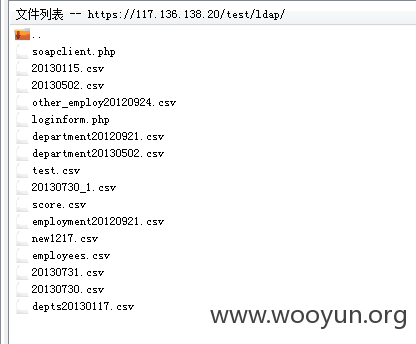 文件列表 -- https://117.136.138.20/test/ldap/
..
soapclient.php
20130115.csv
20130502.csv
other_employ20120924.csv
loginform.php
department20120921.csv
department20130502.csv
test.csv
20130730_1.csv
score.csv
employment20120921.csv
new1217.csv
employees.csv
20130731.csv
20130730.csv
depts20130117.csv
www.wooyun.org